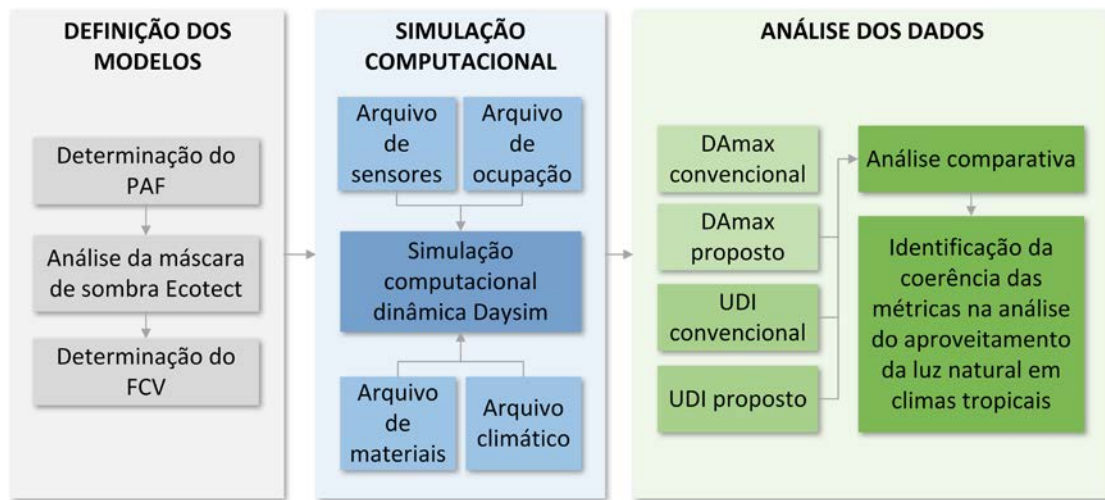 DEFINIÇÃO DOS
MODELOS
Determinação do
PAF
Análise da máscara
de sombra Ecotect
Determinação do
FCV
SIMULAÇÃO
COMPUTACIONAL
Arquivo
de
sensores
Arquivo
de
ocupação
Simulação
computacional
dinâmica Daysim
Arquivo
de
materiais
Arquivo
climático
ANÁLISE DOS DADOS
DAmax
convencional
DAmax
proposto
UDI
convencional
UDI proposto
Análise comparativa
Identificação da
coerência das
métricas na análise
do aproveitamento
da luz natural em
climas tropicais